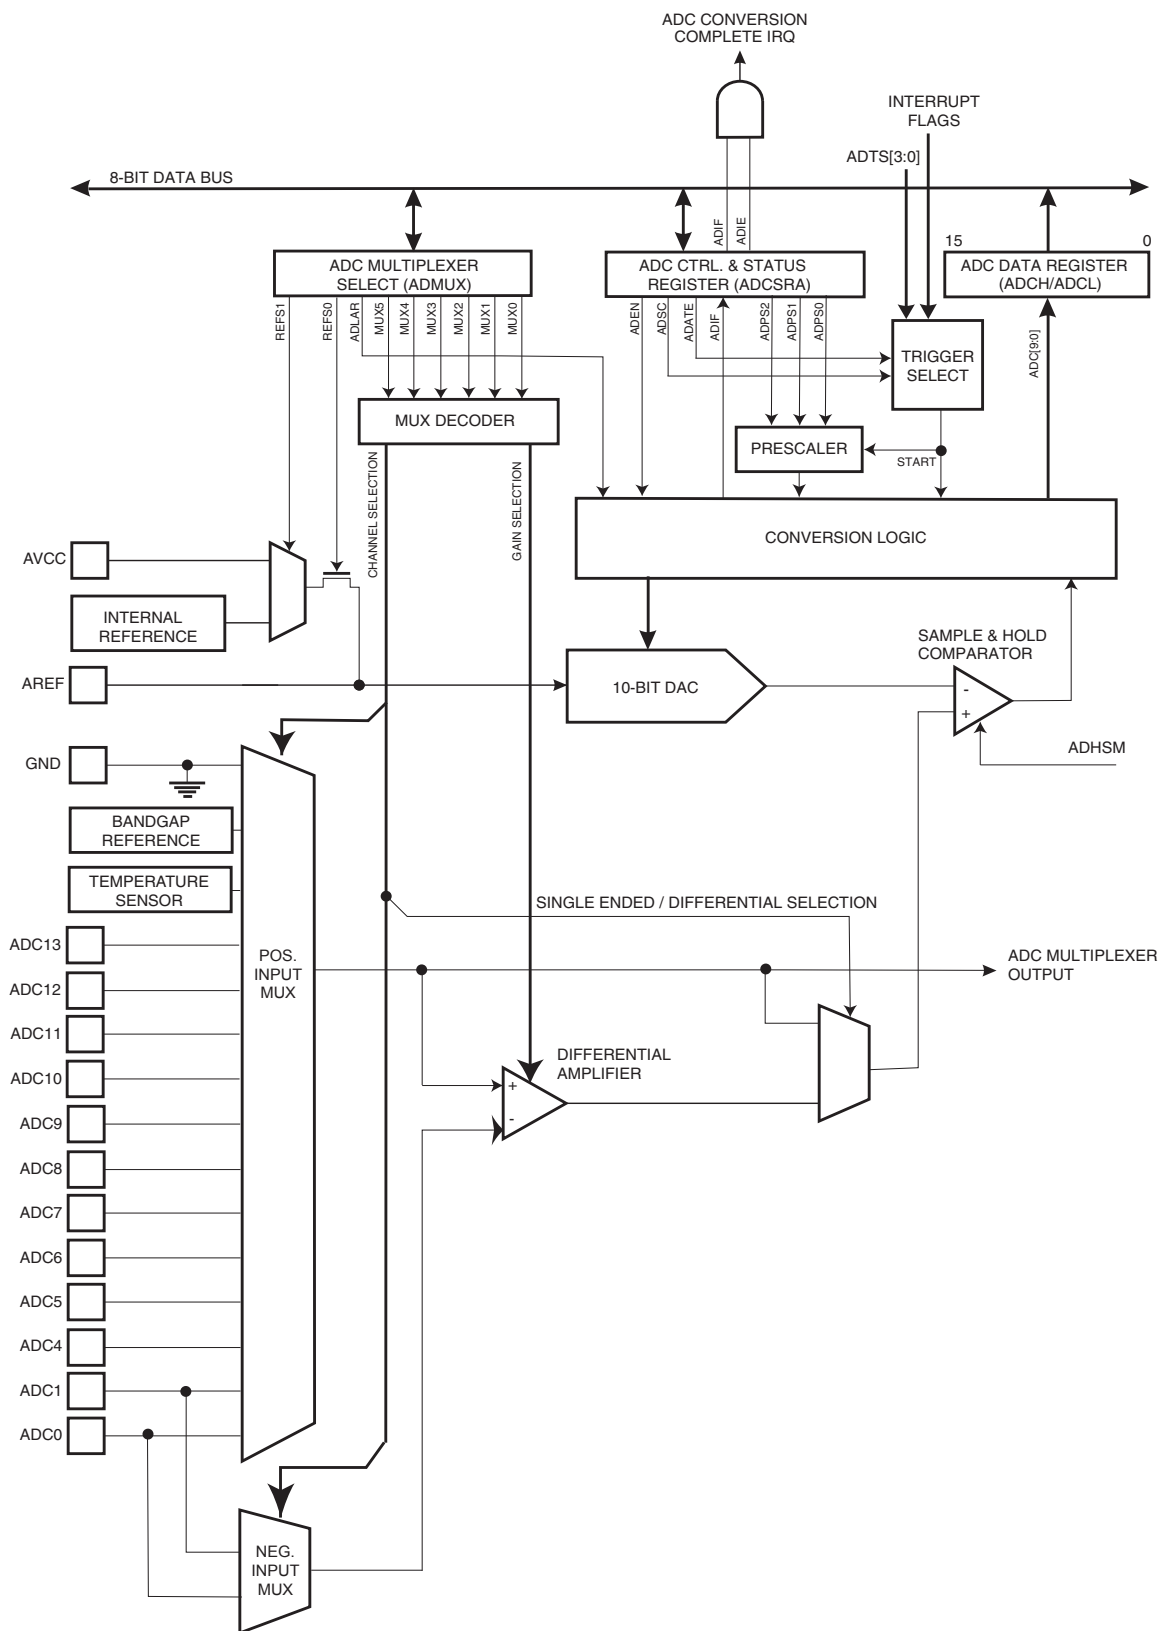 ADC CONVERSION
COMPLETE IRQ
INTERRUPT
FLAGS
ADTS[3:0]
8-BIT DATA BUS
ADIF
ADIE
15
0
ADC MULTIPLEXER
SELECT (ADMUX)
ADC CTRL. & STATUS
REGISTER (ADCSRA)
ADC DATA REGISTER
(ADCH/ADCL)
REFS1
REFS0
ADLAR
MUX5
MUX4
MUX3
MUX2
MUX1
MUX0
ADEN
ADSC
ADATE
ADIF
ADPS2
ADPS1
ADPS0
TRIGGER
SELECT
ADC[9:0]
MUX DECODER
PRESCALER
START
CHANNEL SELECTION
GAIN SELECTION
CONVERSION LOGIC
AVCC
INTERNAL
REFERENCE
SAMPLE & HOLD
COMPARATOR
AREF
10-BIT DAC
-
+
ADHSM
GND
BANDGAP
REFERENCE
TEMPERATURE
SENSOR
SINGLE ENDED / DIFFERENTIAL SELECTION
ADC13
POS.
INPUT
MUX
ADC MULTIPLEXER
OUTPUT
ADC12
ADC11
DIFFERENTIAL
AMPLIFIER
ADC10
+
-
ADC9
ADC8
ADC7
ADC6
ADC5
ADC4
ADC1
ADC0
NEG.
INPUT
MUX